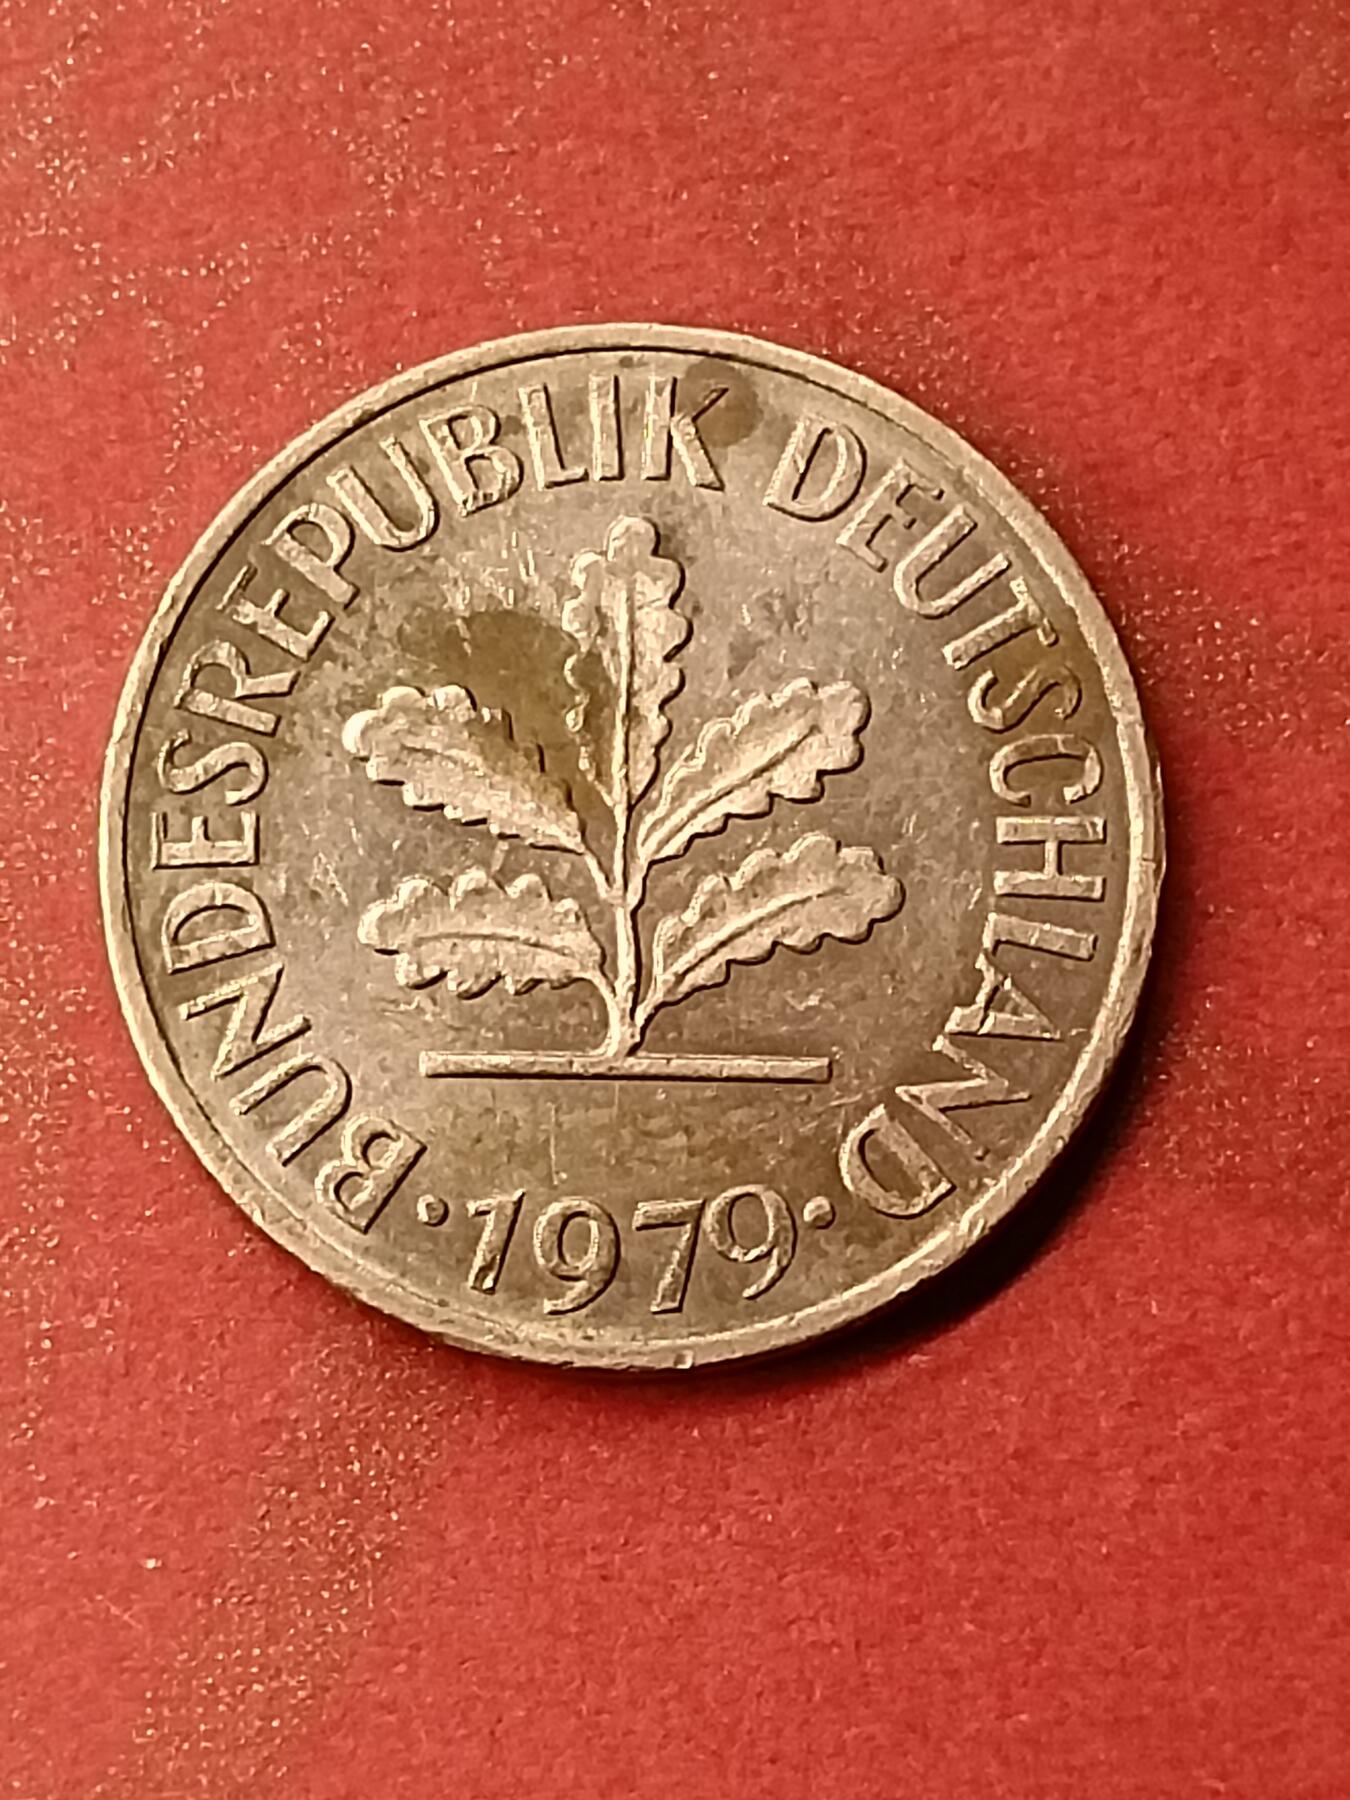 BUNDESREPUBLIK DEUTSCHLAND
· 1979 ·